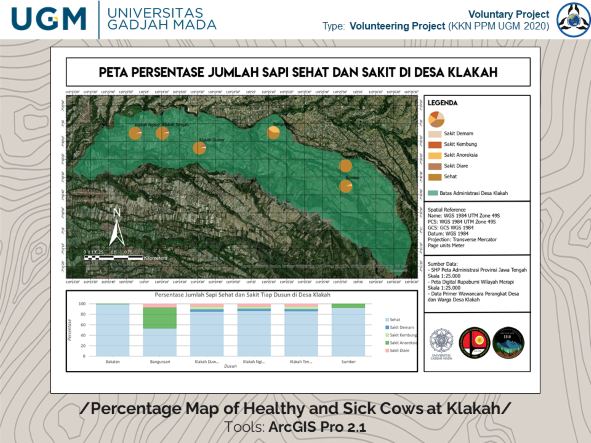 UGM
UNIVERSITAS
GADJAH MADA
Voluntary Project
Type: Volunteering Project (KKN PPM UGM 2020)
PETA PERSENTASE JUMLAH SAPI SEHAT DAN SAKIT DI DESA KLAKAH
N
Kilometers
LEGENDA
Sakit Demam
Sakit Kembung
Sakit Anoreksia
Sakit Diare
Sehat
Batas Administrasi Desa Klakah
Spatial Reference
Name: WGS 1984 UTM Zone 49S
PCS: WGS 1984 UTM Zone 49S
GCS: GCS WGS 1984
Datum: WGS 1984
Projection: Transverse Mercator
Page units Meter
Sumber Data:
- SHP Peta Administrasi Provinsi Jawa Tengah
Skala 1:25.000
- Peta Digital Rupabumi Wilayah Merapi
Skala 1:25.000
- Data Primer Wawancara Perangkat Desa
dan Warga Desa Klakah
Persentase Jumlah Sapi Sehat dan Sakit Tiap Dusun di Desa Klakah
Persentase
100
80
60
40
20
0
Bakalan
Bangunsari
Klakah Duw...
Klakah Ngi...
Klakah Ten...
Sumber
Dusun
Sehat
Sakit Demam
Sakit Kembung
Sakit Anoreksia
Sakit Diare
/Percentage Map of Healthy and Sick Cows at Klakah/
Tools: ArcGIS Pro 2.1